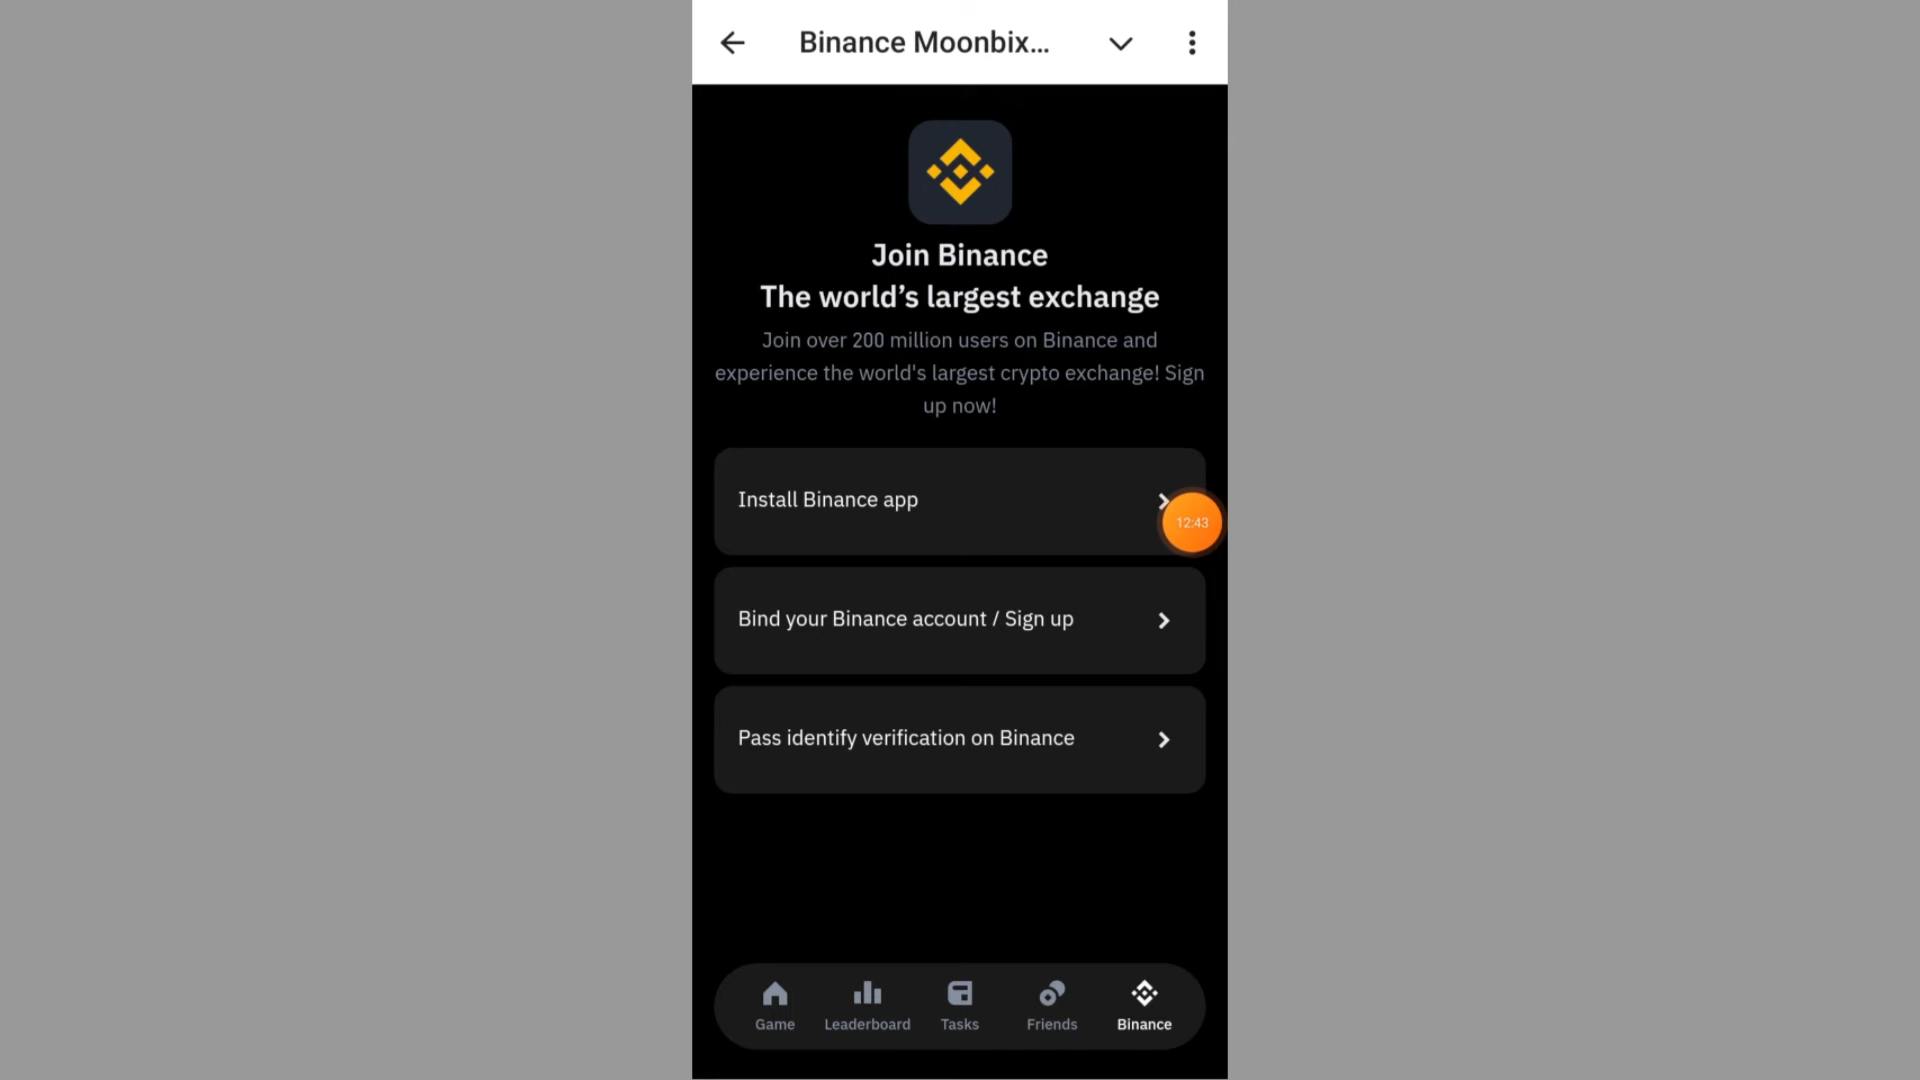 Binance Moonbix...
Join Binance
The world’s largest exchange
Join over 200 million users on Binance and
experience the world's largest crypto exchange! Sign
up now!
Install Binance app
12:43
Bind your Binance account / Sign up
Pass identify verification on Binance
Game Leaderboard Tasks Friends Binance